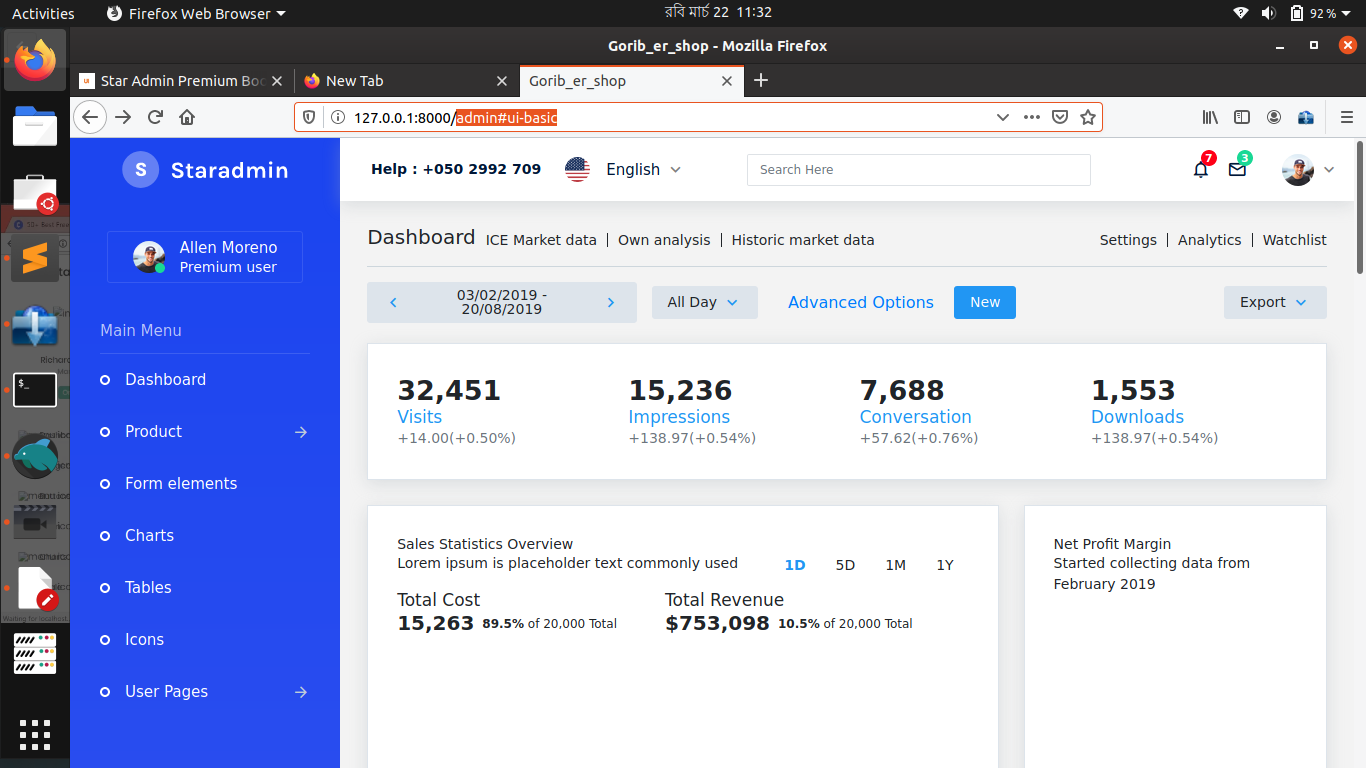 Activities
Firefox Web Browser
রবি মার্চ 22 11:32
92 %
Gorib_er_shop - Mozilla Firefox
Star Admin Premium Boo
New Tab
Gorib_er_shop
127.0.0.1:8000/admin#ui-basic
S Staradmin
Help : +050 2992 709
English
Search Here
7
3
Allen Moreno
Premium user
Main Menu
Dashboard
Product
Form elements
Charts
Tables
Icons
User Pages
Dashboard ICE Market data Own analysis Historic market data
Settings Analytics Watchlist
03/02/2019 -
20/08/2019
All Day
Advanced Options
New
Export
32,451
Visits
+14.00(+0.50%)
15,236
Impressions
+138.97(+0.54%)
7,688
Conversation
+57.62(+0.76%)
1,553
Downloads
+138.97(+0.54%)
Sales Statistics Overview
Lorem ipsum is placeholder text commonly used
1D 5D 1M 1Y
Total Cost
15,263 89.5% of 20,000 Total
Total Revenue
$753,098 10.5% of 20,000 Total
Net Profit Margin
Started collecting data from
February 2019